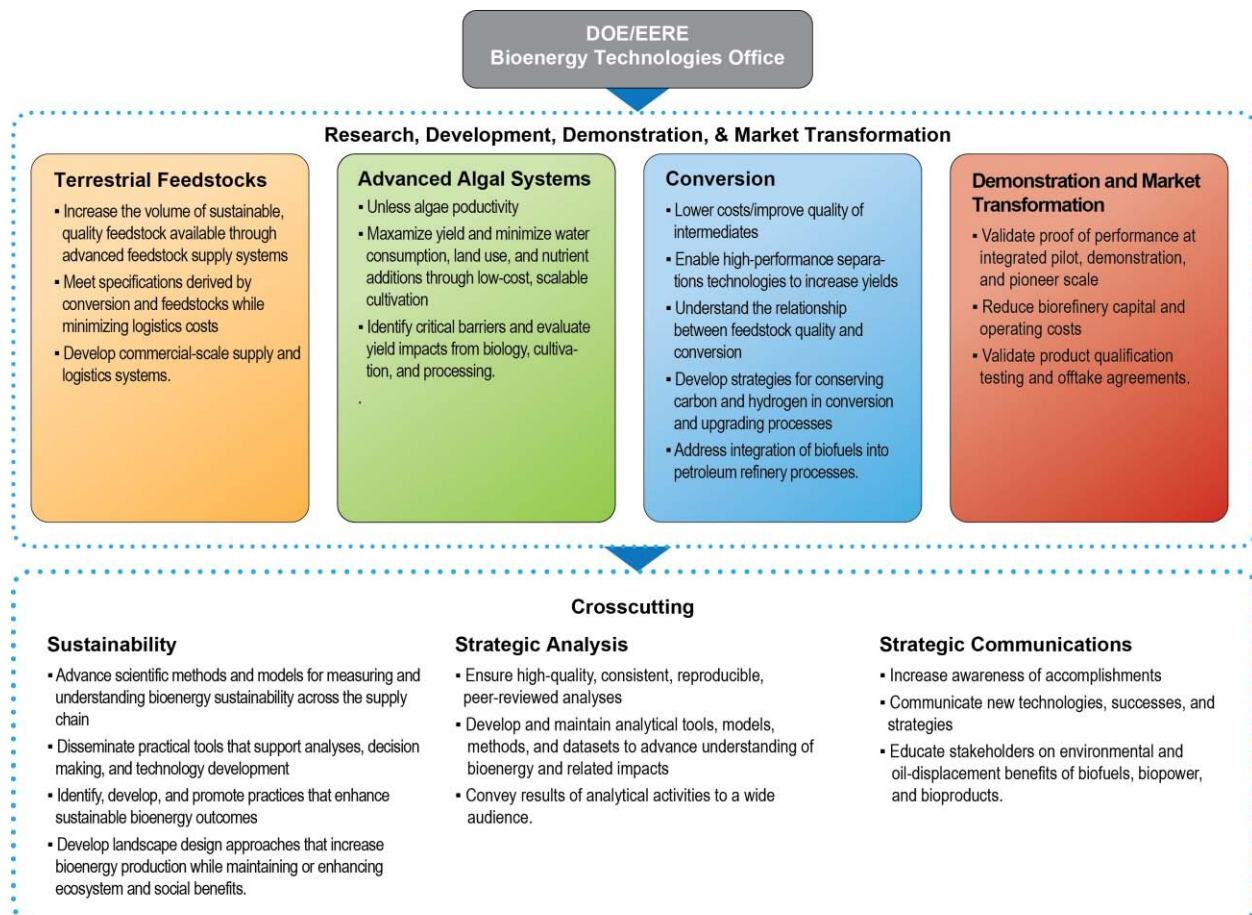 DOE/EERE
Bioenergy Technologies Office
Research, Development, Demonstration, & Market Transformation
Terrestrial Feedstocks
▪ Increase the volume of sustainable,
quality feedstock available through
advanced feedstock supply systems
▪ Meet specifications derived by
conversion and feedstocks while
minimizing logistics costs
▪ Develop commercial-scale supply and
logistics systems.
Advanced Algal Systems
▪ Unless algae poductivity
▪ Maxamize yield and minimize water
consumption, land use, and nutrient
additions through low-cost, scalable
cultivation
▪ Identify critical barriers and evaluate
yield impacts from biology, cultiva-
tion, and processing.
.
Conversion
▪ Lower costs/improve quality of
intermediates
▪ Enable high-performance separa-
tions technologies to increase yields
▪ Understand the relationship
between feedstock quality and
conversion
▪ Develop strategies for conserving
carbon and hydrogen in conversion
and upgrading processes
▪ Address integration of biofuels into
petroleum refinery processes.
Demonstration and Market
Transformation
▪ Validate proof of performance at
integrated pilot, demonstration,
and pioneer scale
▪ Reduce biorefinery capital and
operating costs
▪ Validate product qualification
testing and offtake agreements.
Crosscutting
Sustainability
▪ Advance scientific methods and models for measuring and
understanding bioenergy sustainability across the supply
chain
▪ Disseminate practical tools that support analyses, decision
making, and technology development
▪ Identify, develop, and promote practices that enhance
sustainable bioenergy outcomes
▪ Develop landscape design approaches that increase
bioenergy production while maintaining or enhancing
ecosystem and social benefits.
Strategic Analysis
▪ Ensure high-quality, consistent, reproducible,
peer-reviewed analyses
▪ Develop and maintain analytical tools, models,
methods, and datasets to advance understanding of
bioenergy and related impacts
▪ Convey results of analytical activities to a wide
audience.
Strategic Communications
▪ Increase awareness of accomplishments
▪ Communicate new technologies, successes, and
strategies
▪ Educate stakeholders on environmental and
oil-displacement benefits of biofuels, biopower,
and bioproducts.